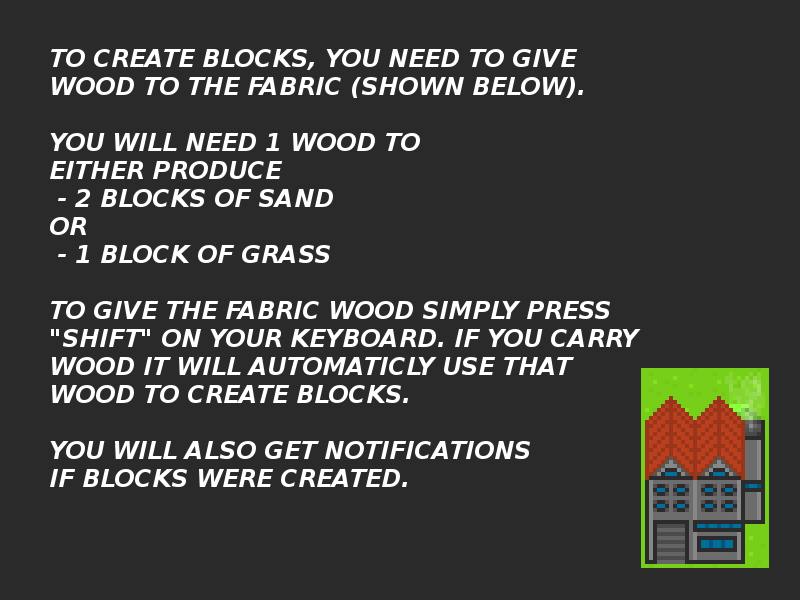 TO CREATE BLOCKS, YOU NEED TO GIVE
WOOD TO THE FABRIC (SHOWN BELOW).
YOU WILL NEED 1 WOOD TO
EITHER PRODUCE
- 2 BLOCKS OF SAND
OR
- 1 BLOCK OF GRASS
TO GIVE THE FABRIC WOOD SIMPLY PRESS
"SHIFT" ON YOUR KEYBOARD. IF YOU CARRY
WOOD IT WILL AUTOMATICLY USE THAT
WOOD TO CREATE BLOCKS.
YOU WILL ALSO GET NOTIFICATIONS
IF BLOCKS WERE CREATED.